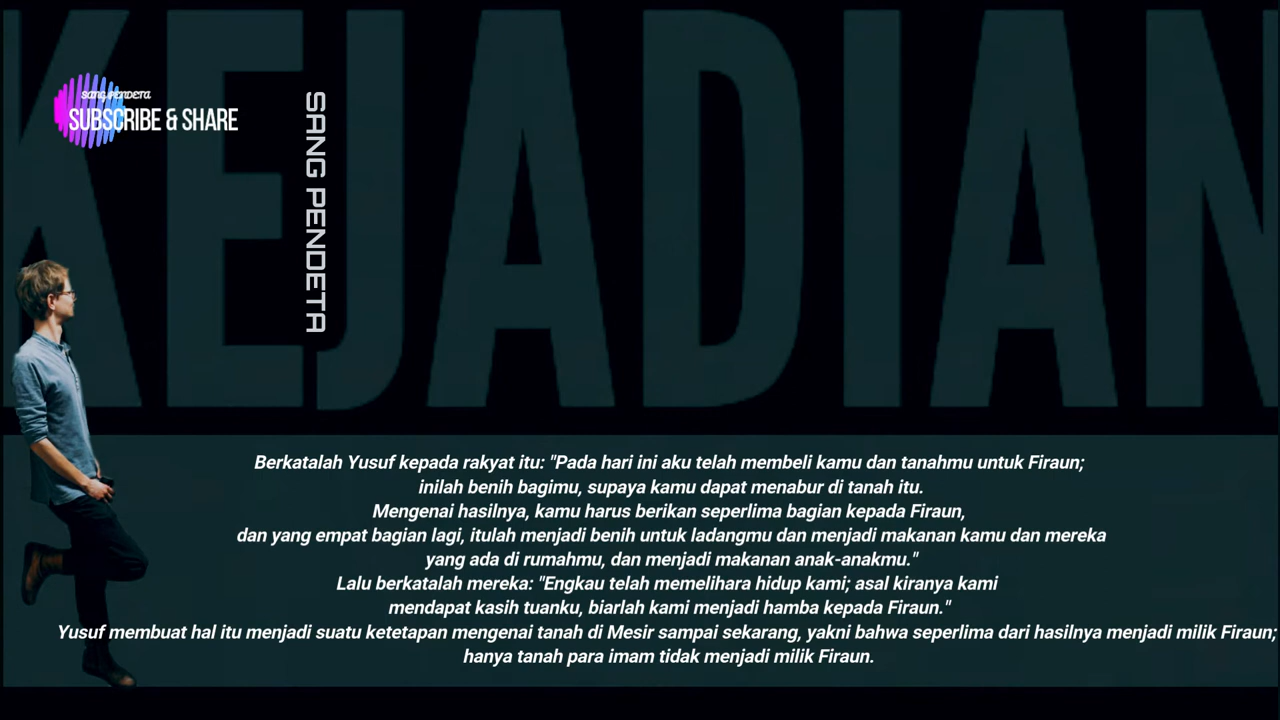 KEJADIAN
sang PENDETA
SUBSCRIBE & SHARE
SANG PENDETA
Berkatalah Yusuf kepada rakyat itu: "Pada hari ini aku telah membeli kamu dan tanahmu untuk Firaun;
inilah benih bagimu, supaya kamu dapat menabur di tanah itu.
Mengenai hasilnya, kamu harus berikan seperlima bagian kepada Firaun,
dan yang empat bagian lagi, itulah menjadi benih untuk ladangmu dan menjadi makanan kamu dan mereka
yang ada di rumahmu, dan menjadi makanan anak-anakmu."
Lalu berkatalah mereka: "Engkau telah memelihara hidup kami; asal kiranya kami
mendapat kasih tuanku, biarlah kami menjadi hamba kepada Firaun."
Yusuf membuat hal itu menjadi suatu ketetapan mengenai tanah di Mesir sampai sekarang, yakni bahwa seperlima dari hasilnya menjadi milik Firaun;
hanya tanah para imam tidak menjadi milik Firaun.